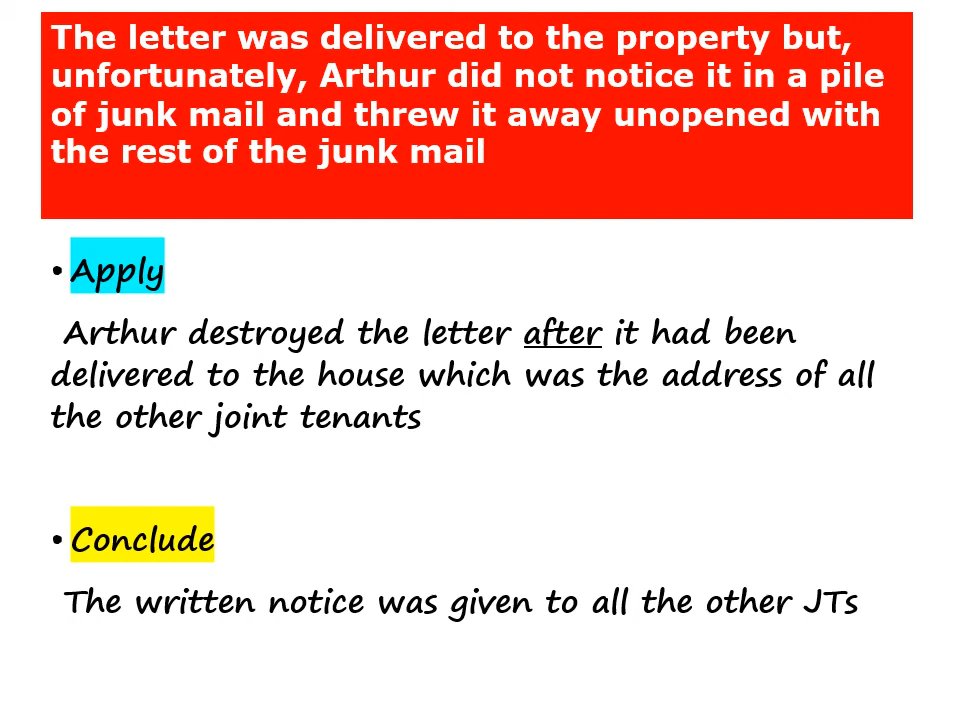 The letter was delivered to the property but,
unfortunately, Arthur did not notice it in a pile
of junk mail and threw it away unopened with
the rest of the junk mail
• Apply
Arthur destroyed the letter after it had been
delivered to the house which was the address of all
the other joint tenants
• Conclude
The written notice was given to all the other JTs